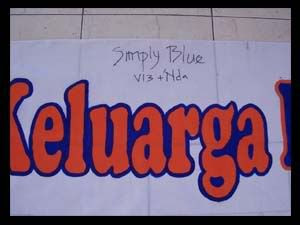 Simply Blue
V13 + Nda
Keluarga